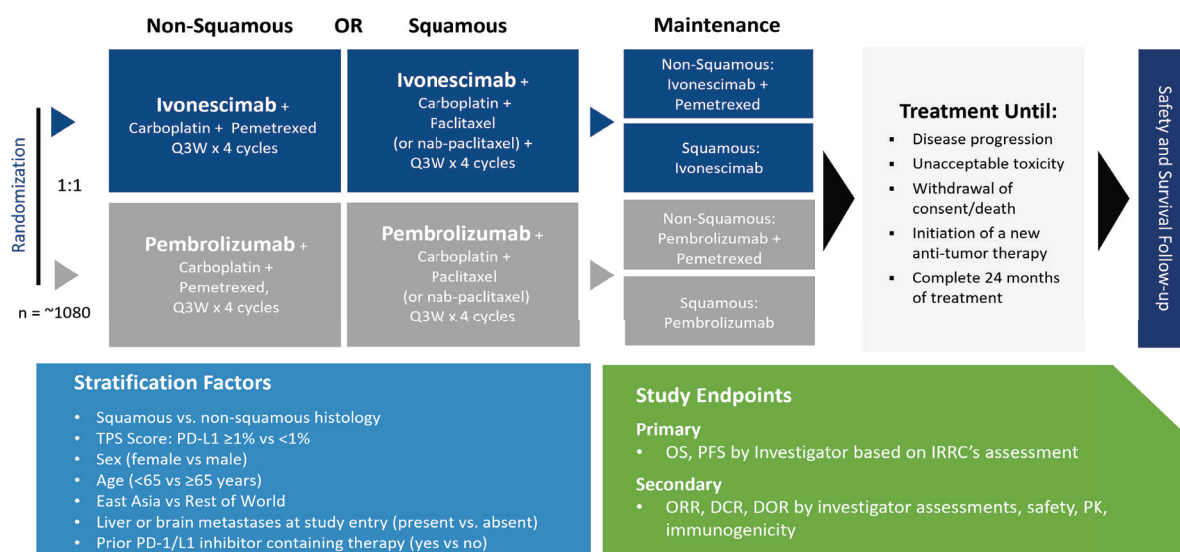 Non-Squamous OR Squamous Maintenance
Randomization
1:1
n = ~1080
Ivonescimab +
Carboplatin + Pemetrexed
Q3W x 4 cycles
Ivonescimab +
Carboplatin +
Paclitaxel
(or nab-paclitaxel) +
Q3W x 4 cycles
Non-Squamous:
Ivonescimab +
Pemetrexed
Squamous:
Ivonescimab
Pembrolizumab +
Carboplatin +
Pemetrexed,
Q3W x 4 cycles
Pembrolizumab +
Carboplatin +
Paclitaxel
(or nab-paclitaxel)
Q3W x 4 cycles
Non-Squamous:
Pembrolizumab +
Pemetrexed
Squamous:
Pembrolizumab
Treatment Until:
▪ Disease progression
▪ Unacceptable toxicity
▪ Withdrawal of
consent/death
▪ Initiation of a new
anti-tumor therapy
▪ Complete 24 months
of treatment
Safety and Survival Follow-up
Stratification Factors
• Squamous vs. non-squamous histology
• TPS Score: PD-L1 ≥1% vs <1%
• Sex (female vs male)
• Age (<65 vs ≥65 years)
• East Asia vs Rest of World
• Liver or brain metastases at study entry (present vs. absent)
• Prior PD-1/L1 inhibitor containing therapy (yes vs no)
Study Endpoints
Primary
• OS, PFS by Investigator based on IRRC’s assessment
Secondary
• ORR, DCR, DOR by investigator assessments, safety, PK,
immunogenicity